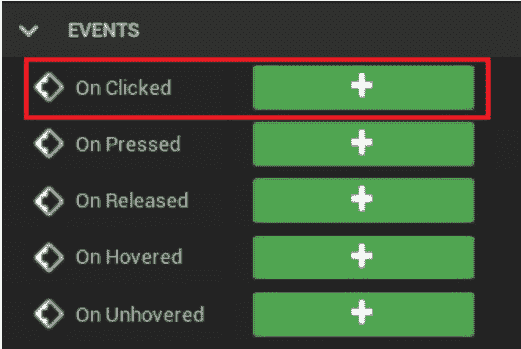 EVENTS
On Clicked
On Pressed
On Released
On Hovered
On Unhovered